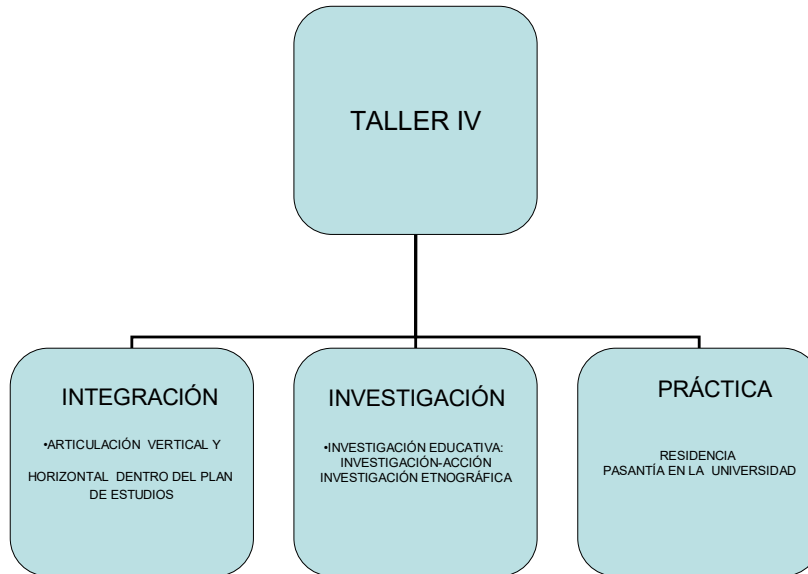 TALLER IV
INTEGRACIÓN
•ARTICULACIÓN VERTICAL Y
HORIZONTAL DENTRO DEL PLAN
DE ESTUDIOS
INVESTIGACIÓN
•INVESTIGACIÓN EDUCATIVA:
INVESTIGACIÓN-ACCIÓN
INVESTIGACIÓN ETNOGRÁFICA
PRÁCTICA
RESIDENCIA
PASANTÍA EN LA UNIVERSIDAD